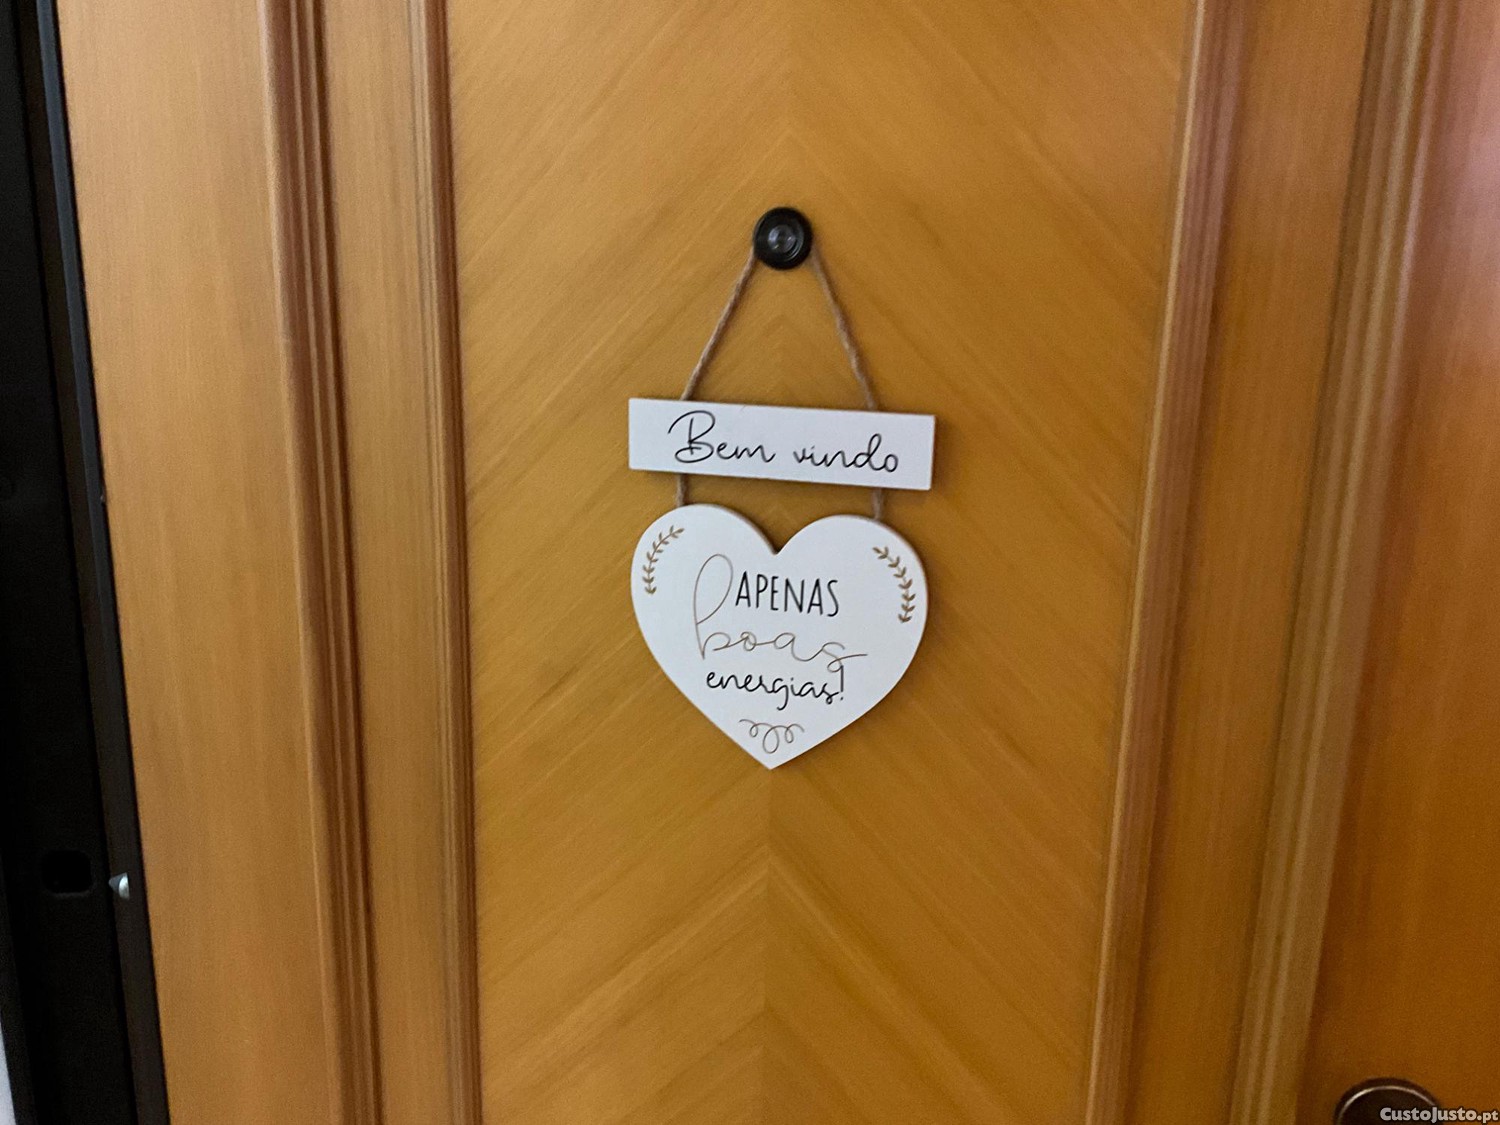 Bem vindo
APENAS
boas
energias!
CustoJusto.pt